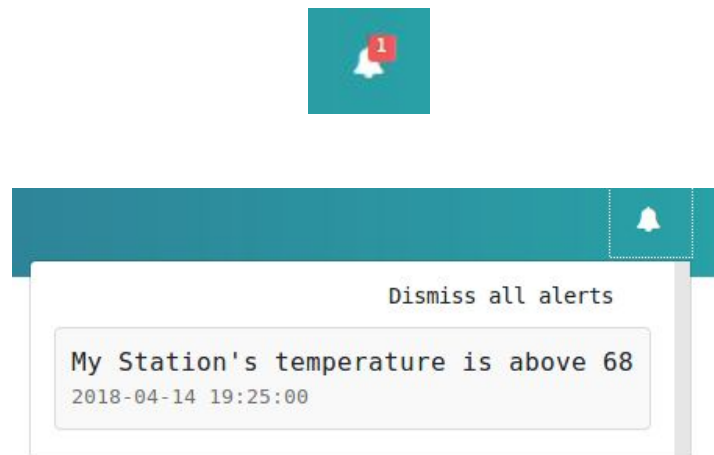 1
Dismiss all alerts
My Station's temperature is above 68
2018-04-14 19:25:00